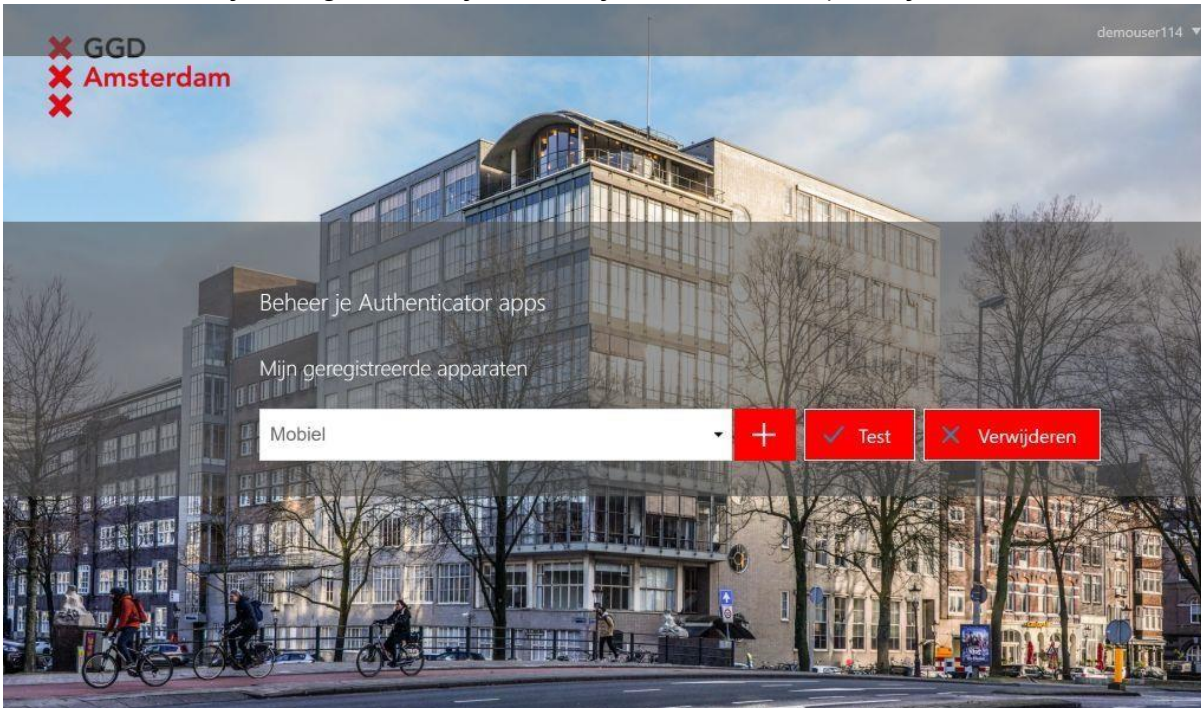 GGD
Amsterdam
demouser114
Beheer je Authenticator apps
Mijn geregistreerde apparaten
Mobiel
Test
Verwijderen